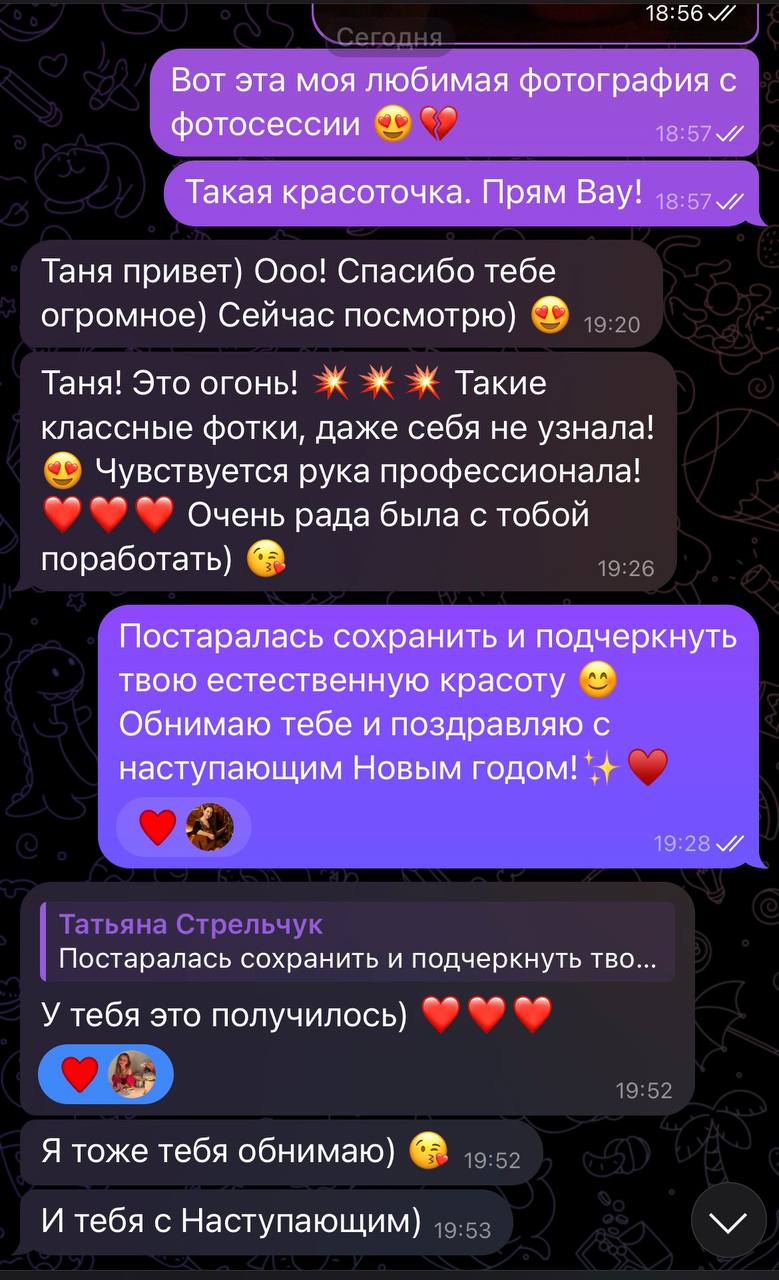 18:56
Сегодня
Вот эта моя любимая фотография с
фотосессии 😍💔 18:57
Такая красоточка. Прям Вау! 18:57
Таня привет) Ооо! Спасибо тебе
огромное) Сейчас посмотрю) 😍 19:20
Таня! Это огонь! 💥💥💥 Такие
классные фотки, даже себя не узнала!
😍 Чувствуется рука профессионала!
❤️❤️❤️ Очень рада была с тобой
поработать) 😘 19:26
Постаралась сохранить и подчеркнуть
твою естественную красоту 😊
Обнимаю тебе и поздравляю с
наступающим Новым годом!✨♥️
❤️ 19:28
Татьяна Стрельчук
Постаралась сохранить и подчеркнуть тво...
У тебя это получилось) ❤️❤️❤️
❤️ 19:52
Я тоже тебя обнимаю) 😘 19:52
И тебя с Наступающим) 19:53